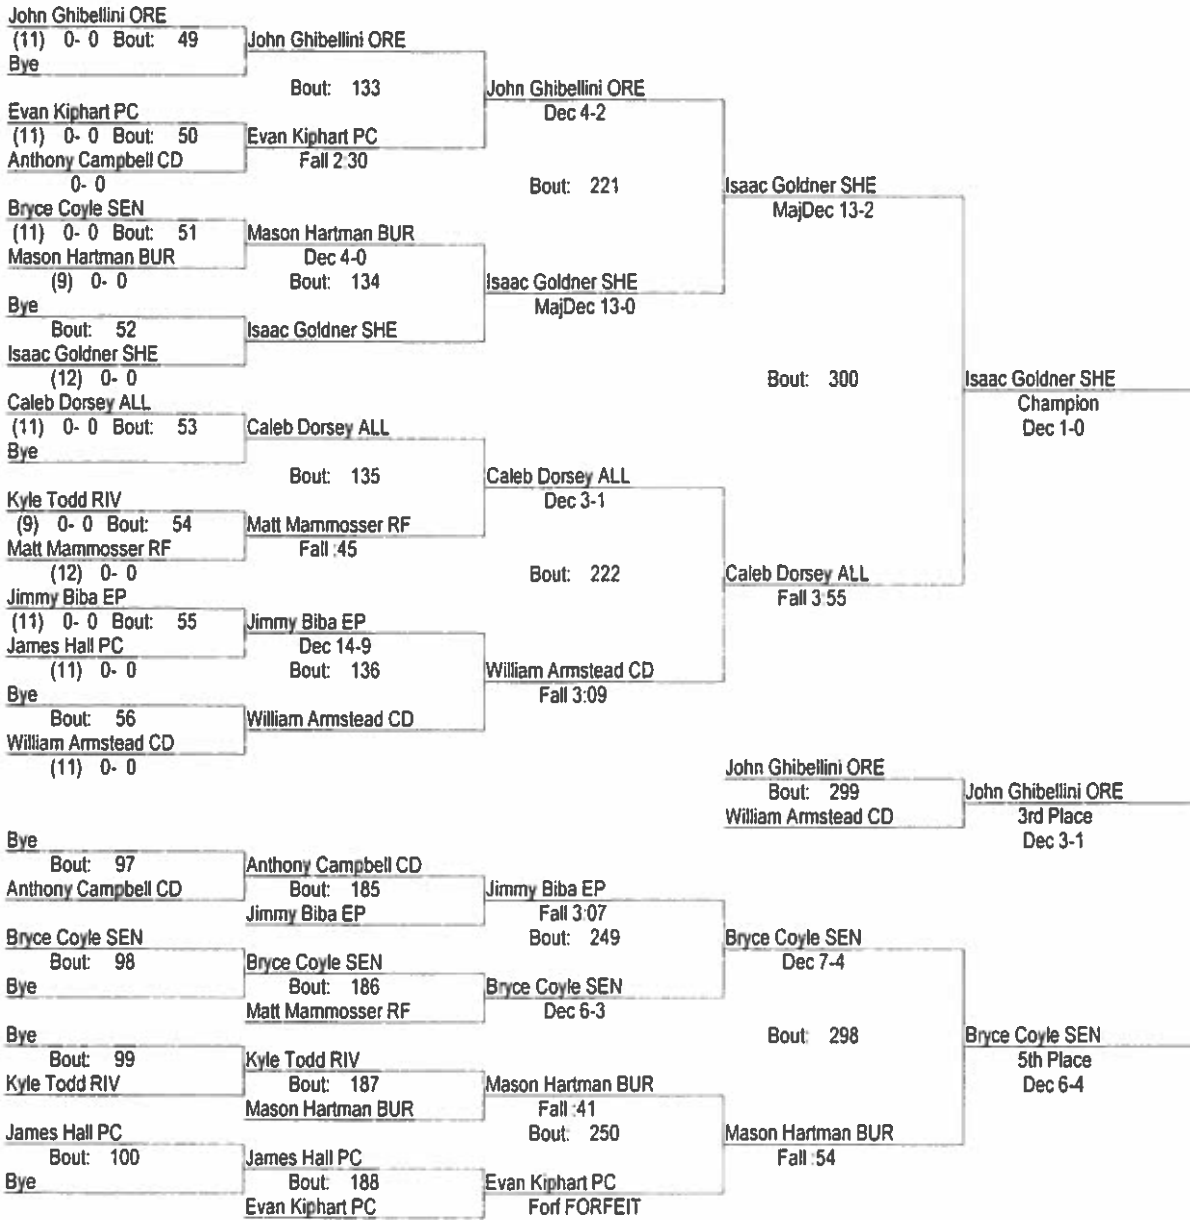 John Ghibellini ORE
(11) 0- 0 Bout: 49
Bye
John Ghibellini ORE
Bout: 133
Evan Kiphart PC
(11) 0- 0 Bout: 50
Anthony Campbell CD
0- 0
Evan Kiphart PC
Fall 2:30
John Ghibellini ORE
Dec 4-2
Bout: 221
Bryce Coyle SEN
(11) 0- 0 Bout: 51
Mason Hartman BUR
(9) 0- 0
Mason Hartman BUR
Dec 4-0
Bout: 134
Bye
Bout: 52
Isaac Goldner SHE
(12) 0- 0
Isaac Goldner SHE
Isaac Goldner SHE
MajDec 13-0
Isaac Goldner SHE
MajDec 13-2
Bout: 300
Isaac Goldner SHE
Champion
Dec 1-0
Caleb Dorsey ALL
(11) 0- 0 Bout: 53
Bye
Caleb Dorsey ALL
Bout: 135
Kyle Todd RIV
(9) 0- 0 Bout: 54
Matt Mammosser RF
(12) 0- 0
Matt Mammosser RF
Fall :45
Caleb Dorsey ALL
Dec 3-1
Bout: 222
Caleb Dorsey ALL
Fall 3:55
Jimmy Biba EP
(11) 0- 0 Bout: 55
James Hall PC
(11) 0- 0
Jimmy Biba EP
Dec 14-9
Bout: 136
Bye
Bout: 56
William Armstead CD
(11) 0- 0
William Armstead CD
William Armstead CD
Fall 3:09
John Ghibellini ORE
Bout: 299
William Armstead CD
John Ghibellini ORE
3rd Place
Dec 3-1
Bye
Bout: 97
Anthony Campbell CD
Anthony Campbell CD
Bout: 185
Jimmy Biba EP
Jimmy Biba EP
Fall 3:07
Bout: 249
Bryce Coyle SEN
Bout: 98
Bye
Bryce Coyle SEN
Bout: 186
Matt Mammosser RF
Bryce Coyle SEN
Dec 6-3
Bryce Coyle SEN
Dec 7-4
Bout: 298
Bryce Coyle SEN
5th Place
Dec 6-4
Bye
Bout: 99
Kyle Todd RIV
Kyle Todd RIV
Bout: 187
Mason Hartman BUR
Mason Hartman BUR
Fall :41
Bout: 250
Mason Hartman BUR
Fall :54
James Hall PC
Bout: 100
Bye
James Hall PC
Bout: 188
Evan Kiphart PC
Evan Kiphart PC
Forf FORFEIT